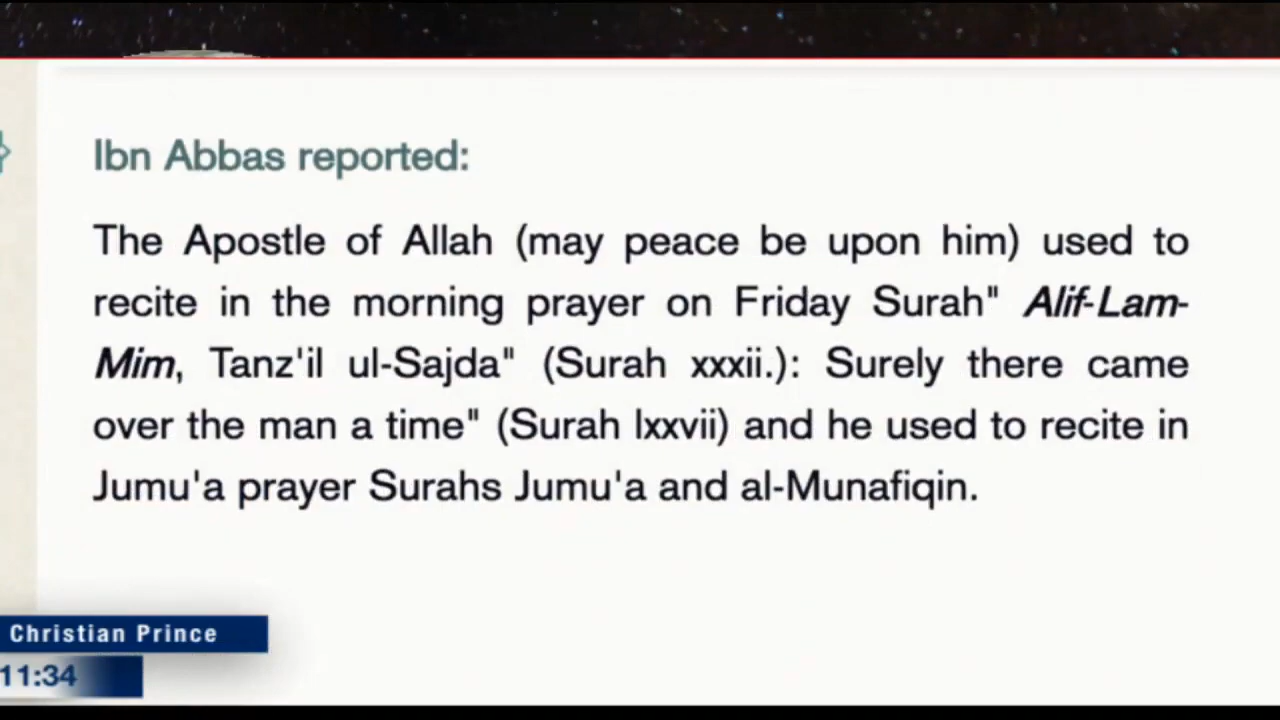 Ibn Abbas reported:
The Apostle of Allah (may peace be upon him) used to
recite in the morning prayer on Friday Surah" Alif-Lam-
Mim, Tanz'il ul-Sajda" (Surah xxxii.): Surely there came
over the man a time" (Surah lxxvii) and he used to recite in
Jumu'a prayer Surahs Jumu'a and al-Munafiqin.
Christian Prince
11:34